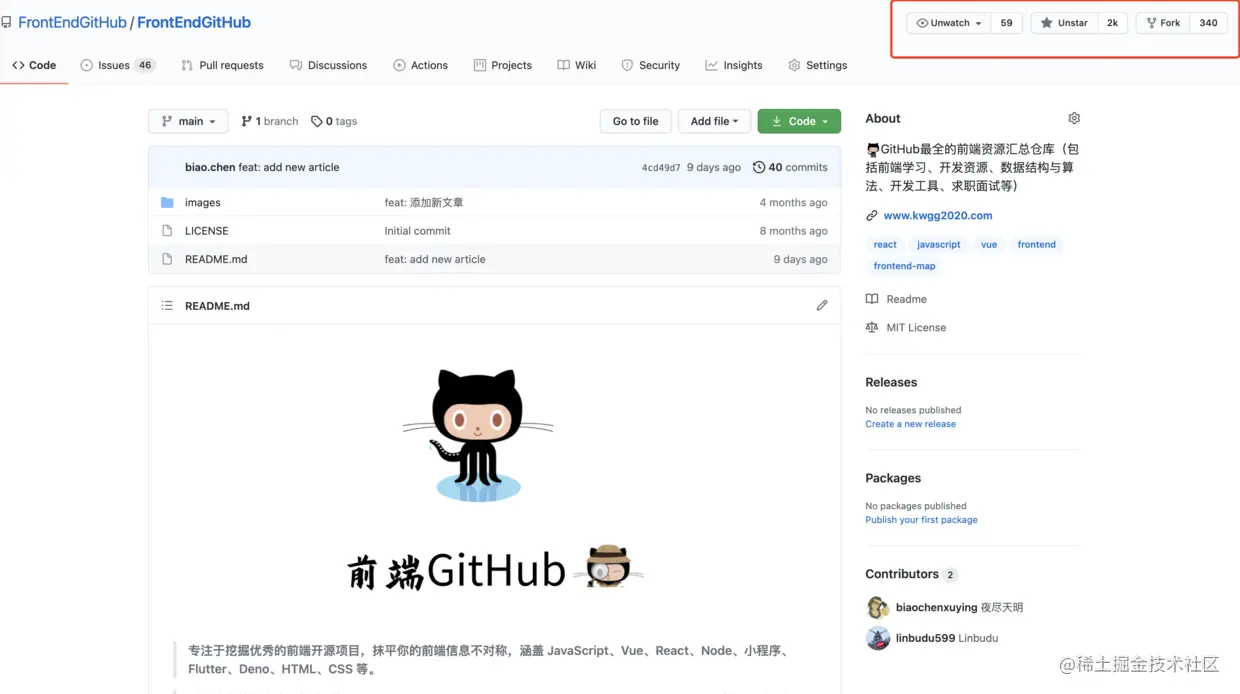 FrontEndGitHub / FrontEndGitHub
Unwatch 59 Unstar 2k Fork 340
Code Issues 46 Pull requests Discussions Actions Projects Wiki Security Insights Settings
main 1 branch 0 tags Go to file Add file Code
biao.chen feat: add new article 4cd49d7 9 days ago 40 commits
images feat: 添加新文章 4 months ago
LICENSE Initial commit 8 months ago
README.md feat: add new article 9 days ago
README.md
前端GitHub
专注于挖掘优秀的前端开源项目，抹平你的前端信息不对称，涵盖 JavaScript、Vue、React、Node、小程序、
Flutter、Deno、HTML、CSS 等。
About
GitHub最全的前端资源汇总仓库（包
括前端学习、开发资源、数据结构与算
法、开发工具、求职面试等）
www.kwgg2020.com
react javascript vue frontend
frontend-map
Readme
MIT License
Releases
No releases published
Create a new release
Packages
No packages published
Publish your first package
Contributors 2
biaochenxuying 夜尽天明
linbudu599 Linbudu
@稀土掘金技术社区